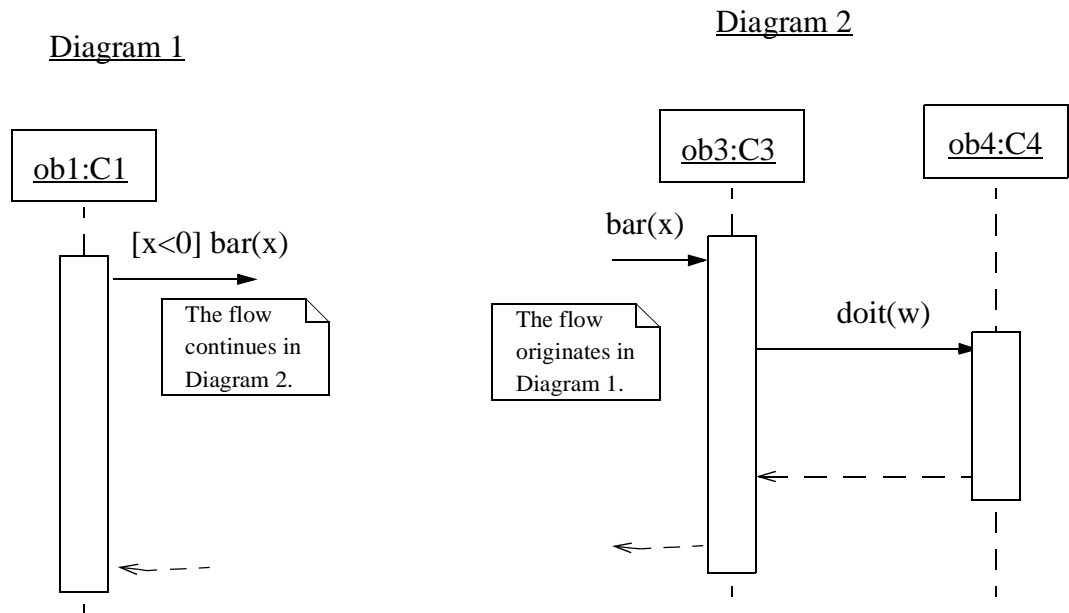 Diagram 1
ob1:C1
[x<0] bar(x)
The flow
continues in
Diagram 2.
Diagram 2
ob3:C3
ob4:C4
bar(x)
The flow
originates in
Diagram 1.
doit(w)